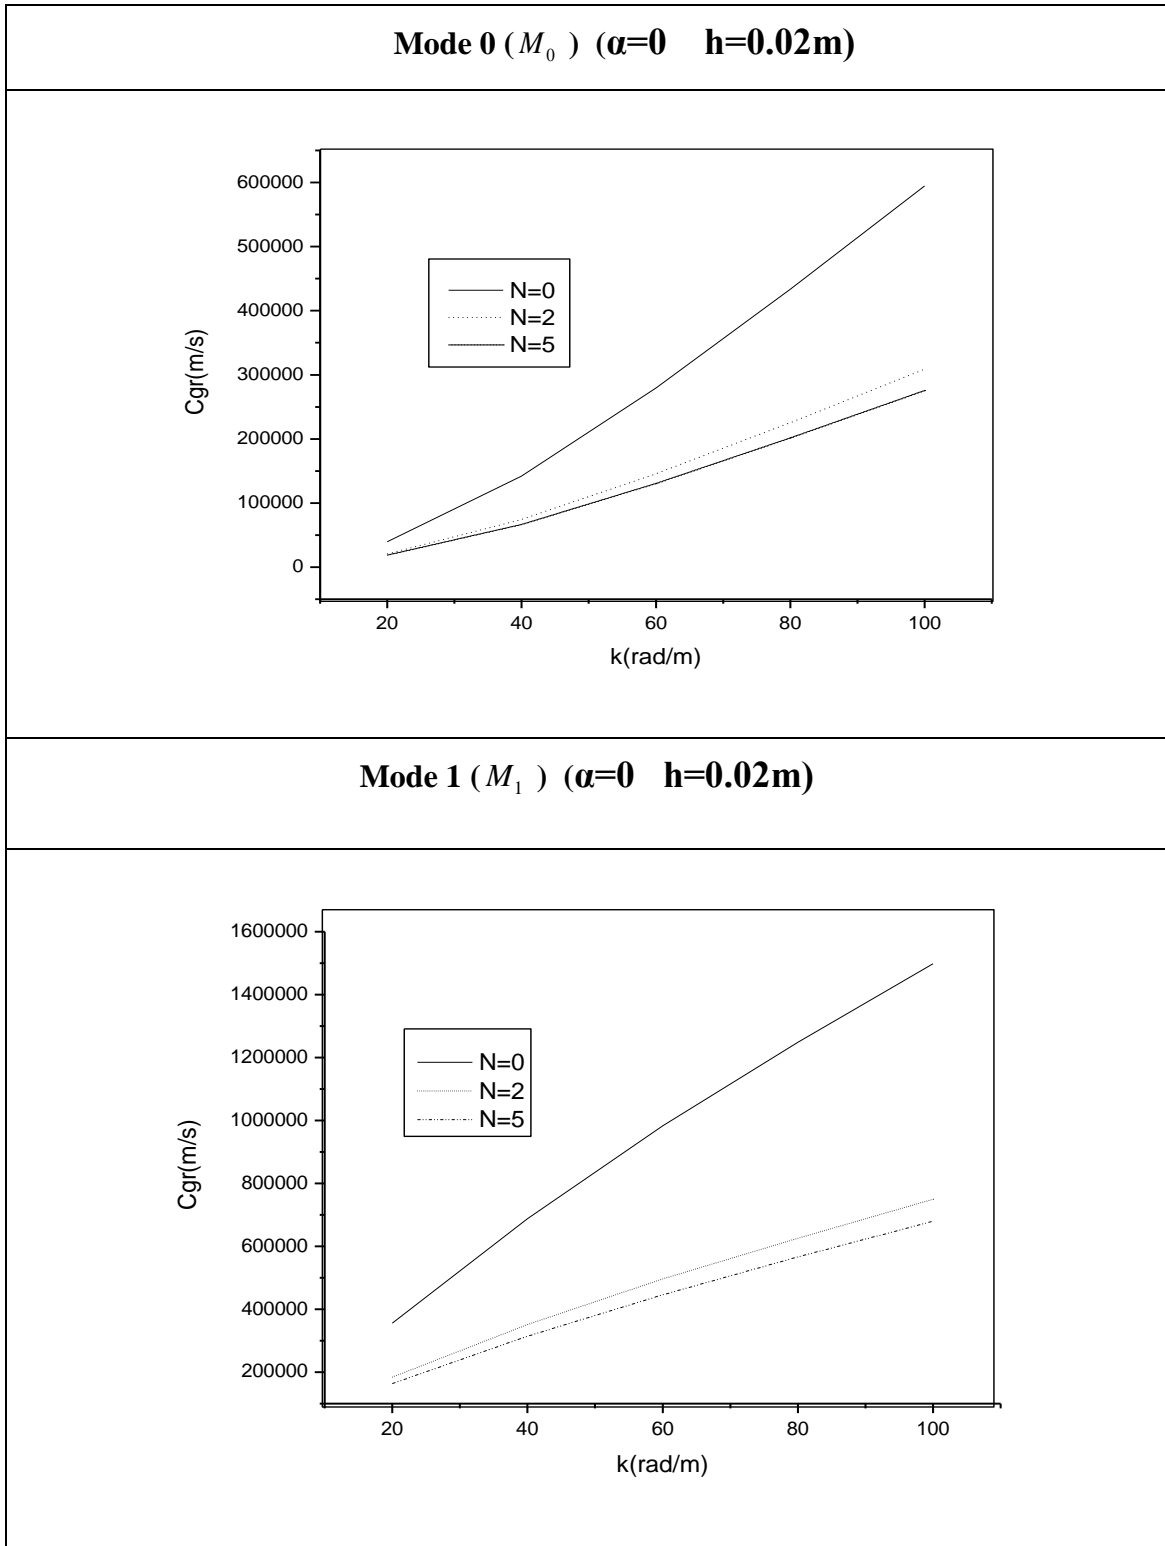 Mode 0 (M₀ ) (α=0 h=0.02m)
600000
500000
400000
300000
200000
100000
0
Cgr(m/s)
N=0
N=2
N=5
20 40 60 80 100
k(rad/m)
Mode 1 (M₁ ) (α=0 h=0.02m)
1600000
1400000
1200000
1000000
800000
600000
400000
200000
Cgr(m/s)
N=0
N=2
N=5
20 40 60 80 100
k(rad/m)